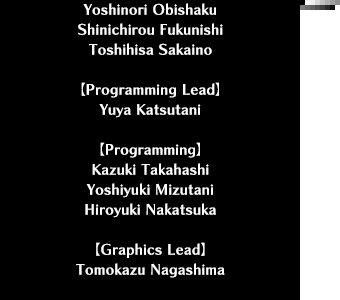 Yoshinori Obishaku
Shinichirou Fukunishi
Toshihisa Sakaino
【Programming Lead】
Yuya Katsutani
【Programming】
Kazuki Takahashi
Yoshiyuki Mizutani
Hiroyuki Nakatsuka
【Graphics Lead】
Tomokazu Nagashima